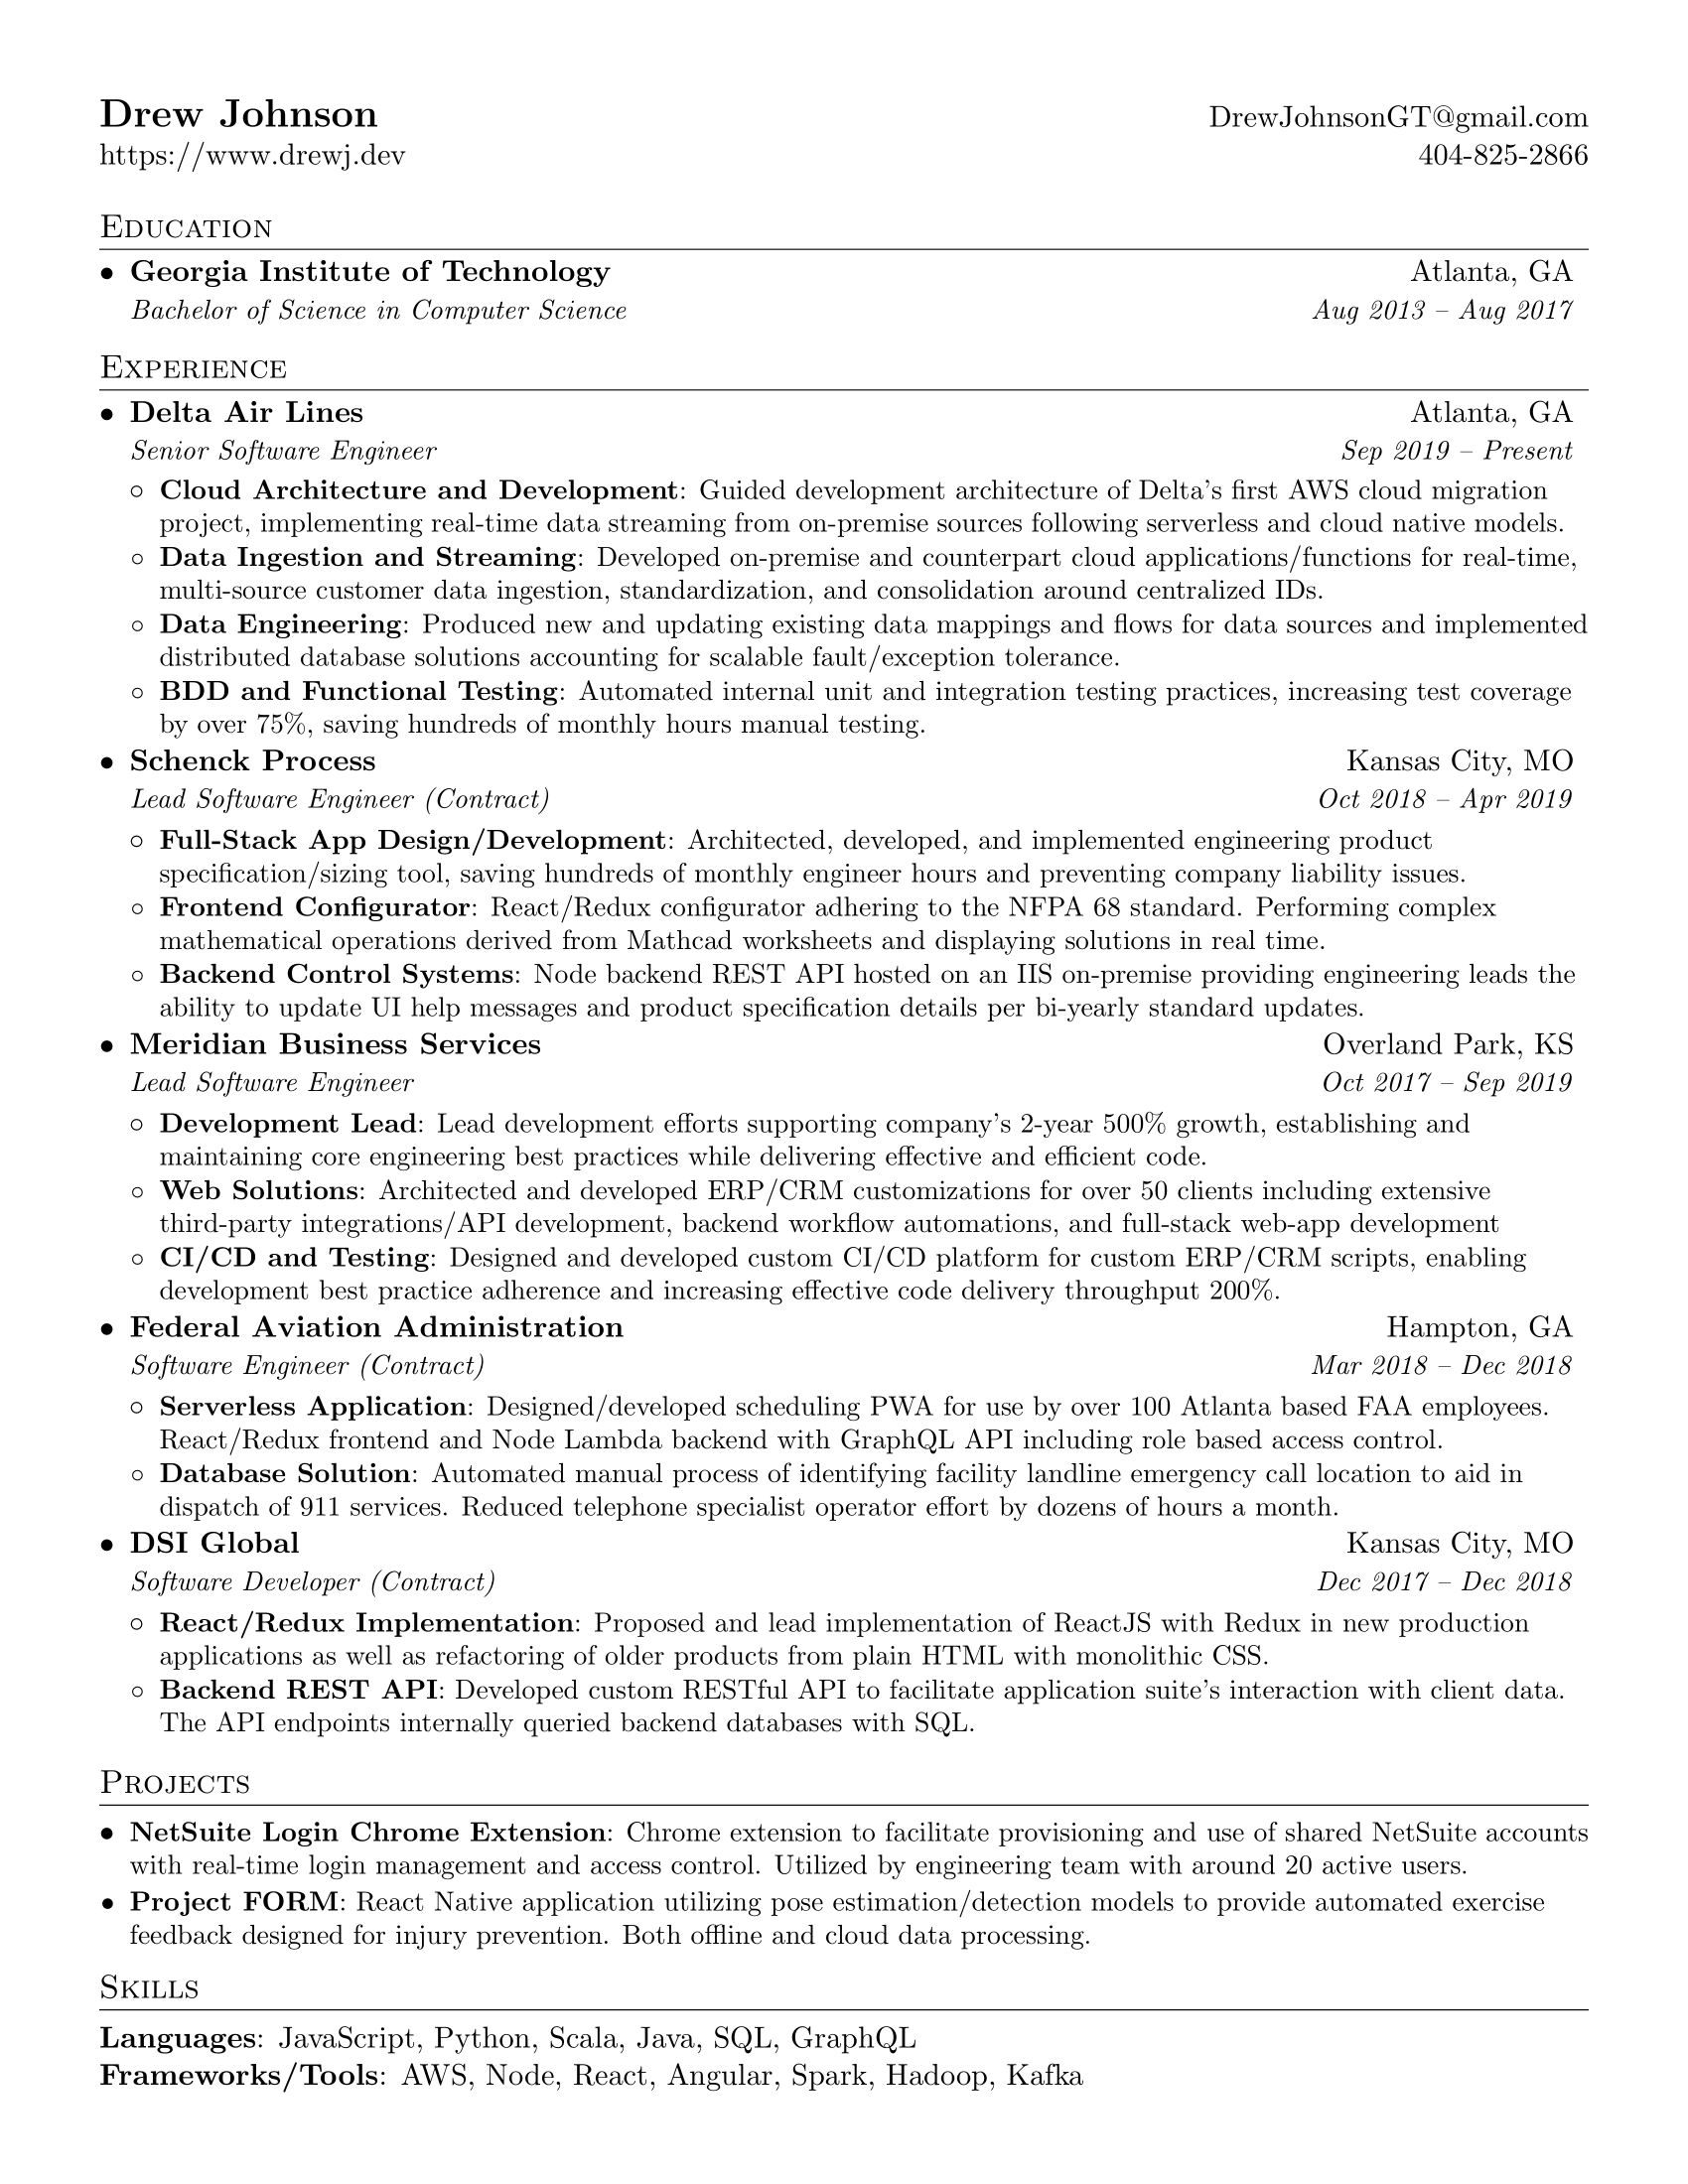 Drew Johnson DrewJohnsonGT@gmail.com
https://www.drewj.dev 404-825-2866
Education
• Georgia Institute of Technology Atlanta, GA
Bachelor of Science in Computer Science Aug 2013 – Aug 2017
Experience
• Delta Air Lines Atlanta, GA
Senior Software Engineer Sep 2019 – Present
◦ Cloud Architecture and Development: Guided development architecture of Delta's first AWS cloud migration
project, implementing real-time data streaming from on-premise sources following serverless and cloud native models.
◦ Data Ingestion and Streaming: Developed on-premise and counterpart cloud applications/functions for real-time,
multi-source customer data ingestion, standardization, and consolidation around centralized IDs.
◦ Data Engineering: Produced new and updating existing data mappings and flows for data sources and implemented
distributed database solutions accounting for scalable fault/exception tolerance.
◦ BDD and Functional Testing: Automated internal unit and integration testing practices, increasing test coverage
by over 75%, saving hundreds of monthly hours manual testing.
• Schenck Process Kansas City, MO
Lead Software Engineer (Contract) Oct 2018 – Apr 2019
◦ Full-Stack App Design/Development: Architected, developed, and implemented engineering product
specification/sizing tool, saving hundreds of monthly engineer hours and preventing company liability issues.
◦ Frontend Configurator: React/Redux configurator adhering to the NFPA 68 standard. Performing complex
mathematical operations derived from Mathcad worksheets and displaying solutions in real time.
◦ Backend Control Systems: Node backend REST API hosted on an IIS on-premise providing engineering leads the
ability to update UI help messages and product specification details per bi-yearly standard updates.
• Meridian Business Services Overland Park, KS
Lead Software Engineer Oct 2017 – Sep 2019
◦ Development Lead: Lead development efforts supporting company's 2-year 500% growth, establishing and
maintaining core engineering best practices while delivering effective and efficient code.
◦ Web Solutions: Architected and developed ERP/CRM customizations for over 50 clients including extensive
third-party integrations/API development, backend workflow automations, and full-stack web-app development
◦ CI/CD and Testing: Designed and developed custom CI/CD platform for custom ERP/CRM scripts, enabling
development best practice adherence and increasing effective code delivery throughput 200%.
• Federal Aviation Administration Hampton, GA
Software Engineer (Contract) Mar 2018 – Dec 2018
◦ Serverless Application: Designed/developed scheduling PWA for use by over 100 Atlanta based FAA employees.
React/Redux frontend and Node Lambda backend with GraphQL API including role based access control.
◦ Database Solution: Automated manual process of identifying facility landline emergency call location to aid in
dispatch of 911 services. Reduced telephone specialist operator effort by dozens of hours a month.
• DSI Global Kansas City, MO
Software Developer (Contract) Dec 2017 – Dec 2018
◦ React/Redux Implementation: Proposed and lead implementation of ReactJS with Redux in new production
applications as well as refactoring of older products from plain HTML with monolithic CSS.
◦ Backend REST API: Developed custom RESTful API to facilitate application suite's interaction with client data.
The API endpoints internally queried backend databases with SQL.
Projects
• NetSuite Login Chrome Extension: Chrome extension to facilitate provisioning and use of shared NetSuite accounts
with real-time login management and access control. Utilized by engineering team with around 20 active users.
• Project FORM: React Native application utilizing pose estimation/detection models to provide automated exercise
feedback designed for injury prevention. Both offline and cloud data processing.
Skills
Languages: JavaScript, Python, Scala, Java, SQL, GraphQL
Frameworks/Tools: AWS, Node, React, Angular, Spark, Hadoop, Kafka